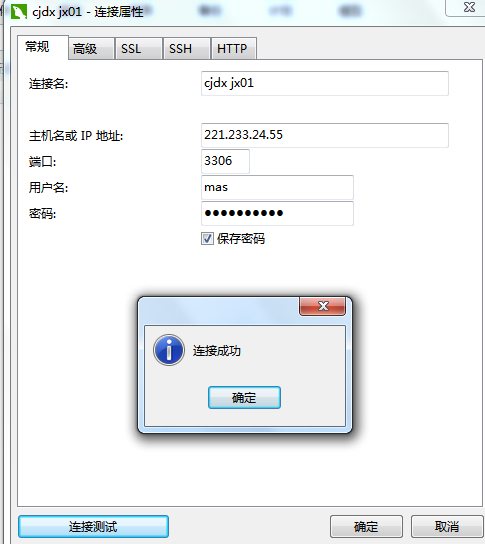 cjdx jx01 - 连接属性
常规 高级 SSL SSH HTTP
连接名: cjdx jx01
主机名或 IP 地址: 221.233.24.55
端口: 3306
用户名: mas
密码: ●●●●●●●●●●
保存密码
连接成功
确定
连接测试 确定 取消